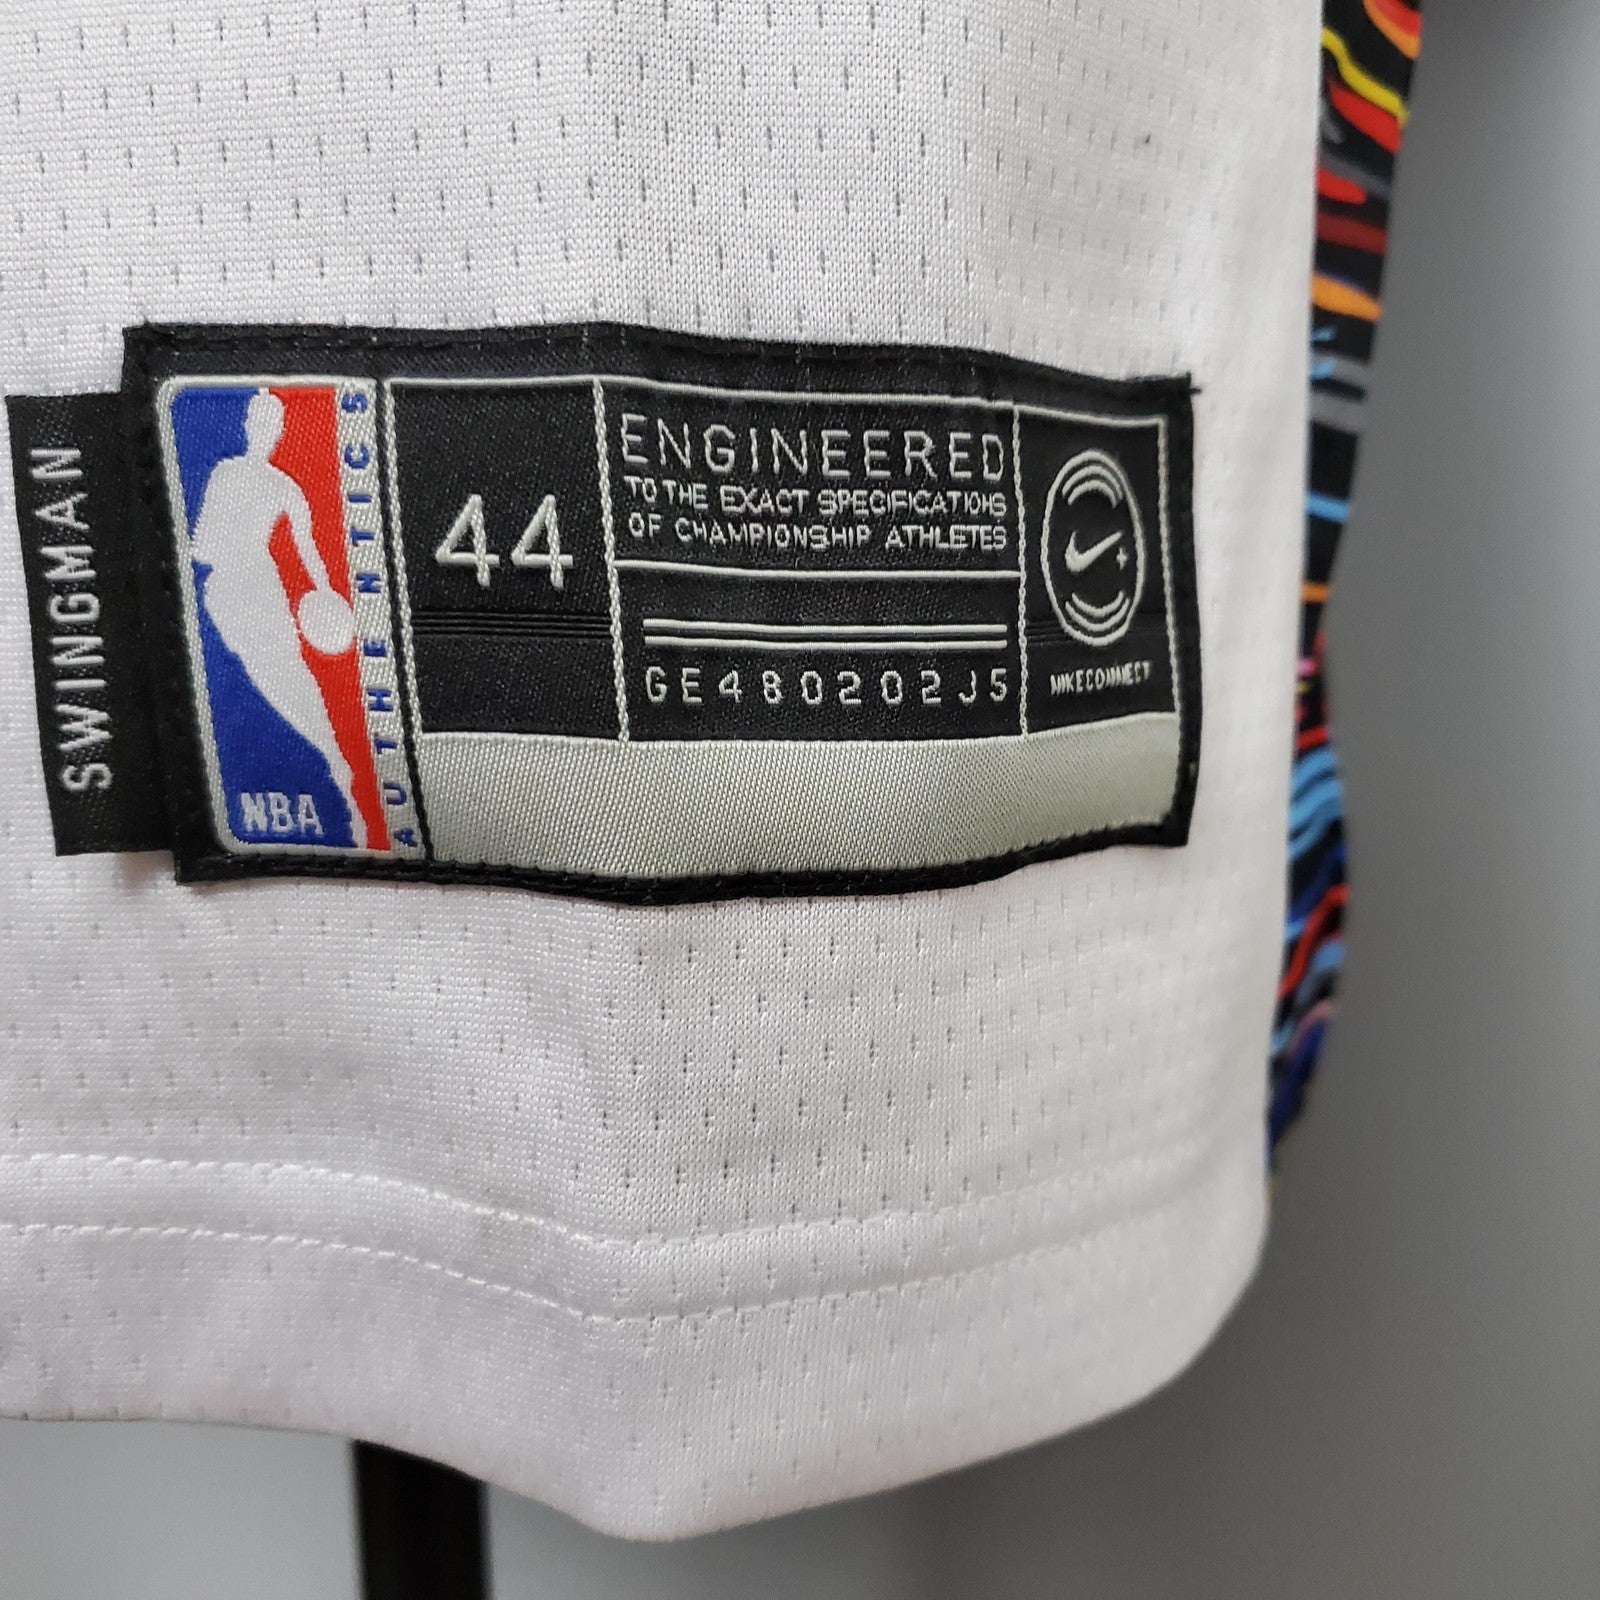 SWINGMAN
NBA
AUTHENTICS
44
ENGINEERED
TO THE EXACT SPECIFICATIONS
OF CHAMPIONSHIP ATHLETES
GE480202J5
NIKECONNECT